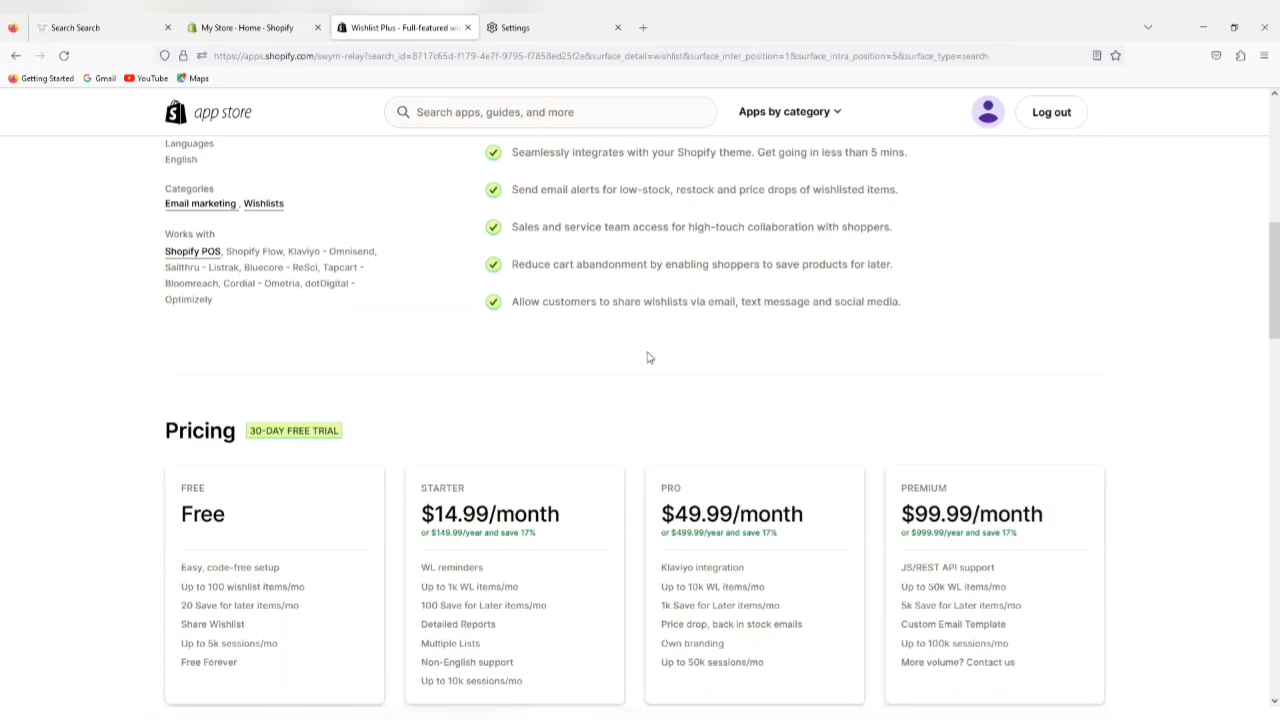 Search Search
My Store · Home · Shopify
Wishlist Plus - Full-featured wi
Settings
https://apps.shopify.com/swym-relay?search_id=8717c65d-f179-4e7f-9795-f7858ed25f2e&surface_detail=wishlist&surface_inter_position=1&surface_intra_position=5&surface_type=search
Getting Started
Gmail
YouTube
Maps
app store
Search apps, guides, and more
Apps by category
Log out
Languages
English
Categories
Email marketing , Wishlists
Works with
Shopify POS, Shopify Flow, Klaviyo - Omnisend,
Sailthru - Listrak, Bluecore - ReSci, Tapcart -
Bloomreach, Cordial - Ometria, dotDigital -
Optimizely
Seamlessly integrates with your Shopify theme. Get going in less than 5 mins.
Send email alerts for low-stock, restock and price drops of wishlisted items.
Sales and service team access for high-touch collaboration with shoppers.
Reduce cart abandonment by enabling shoppers to save products for later.
Allow customers to share wishlists via email, text message and social media.
Pricing
30-DAY FREE TRIAL
FREE
Free
Easy, code-free setup
Up to 100 wishlist items/mo
20 Save for later items/mo
Share Wishlist
Up to 5k sessions/mo
Free Forever
STARTER
$14.99/month
or $149.99/year and save 17%
WL reminders
Up to 1k WL items/mo
100 Save for Later items/mo
Detailed Reports
Multiple Lists
Non-English support
Up to 10k sessions/mo
PRO
$49.99/month
or $499.99/year and save 17%
Klaviyo integration
Up to 10k WL items/mo
1k Save for Later items/mo
Price drop, back in stock emails
Own branding
Up to 50k sessions/mo
PREMIUM
$99.99/month
or $999.99/year and save 17%
JS/REST API support
Up to 50k WL items/mo
5k Save for Later items/mo
Custom Email Template
Up to 100k sessions/mo
More volume? Contact us